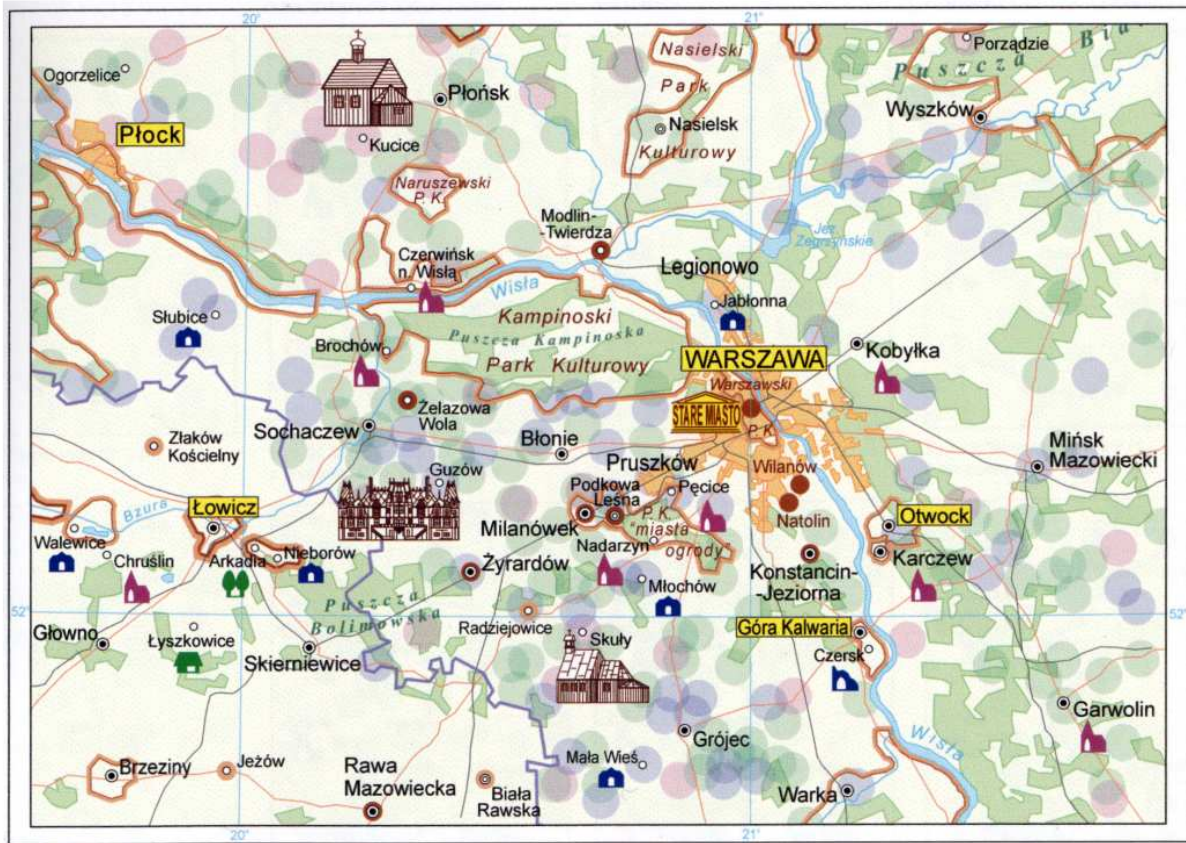 20°
21°
Ogorzelice
Płońsk
Nasielski
Park
Porządzie
Puszcza
Wyszków
Płock
Kucice
Nasielsk
Kulturowy
Naruszewski
P. K.
Modlin-
-Twierdza
Jez.
Zegrzyńskie
Czerwińsk
n. Wisłą
Wisła
Legionowo
Jabłonna
Słubice
Kampinoski
Puszcza Kampinoska
Park Kulturowy
Brochów
WARSZAWA
Kobyłka
Warszawski
STARE MIASTO
P. K.
Żelazowa
Wola
Sochaczew
Błonie
Złaków
Kościelny
Mińsk
Mazowiecki
Guzów
Pruszków
Wilanów
Podkowa
Leśna
Pęcice
Bzura
Łowicz
Milanówek
P. K.
"miasta
ogrody"
Natolin
Otwock
Walewice
Chruślin
Arkadia
Nieborów
Nadarzyn
Karczew
Żyrardów
Młochów
Konstancin-
-Jeziorna
52°
52°
Puszcza
Bolimowska
Radziejowice
Głowno
Łyszkowice
Skierniewice
Skuły
Góra Kalwaria
Czersk
Garwolin
Grójec
Wisła
Brzeziny
Jeżów
Rawa
Mazowiecka
Biała
Rawska
Mała Wieś
Warka
20°
21°